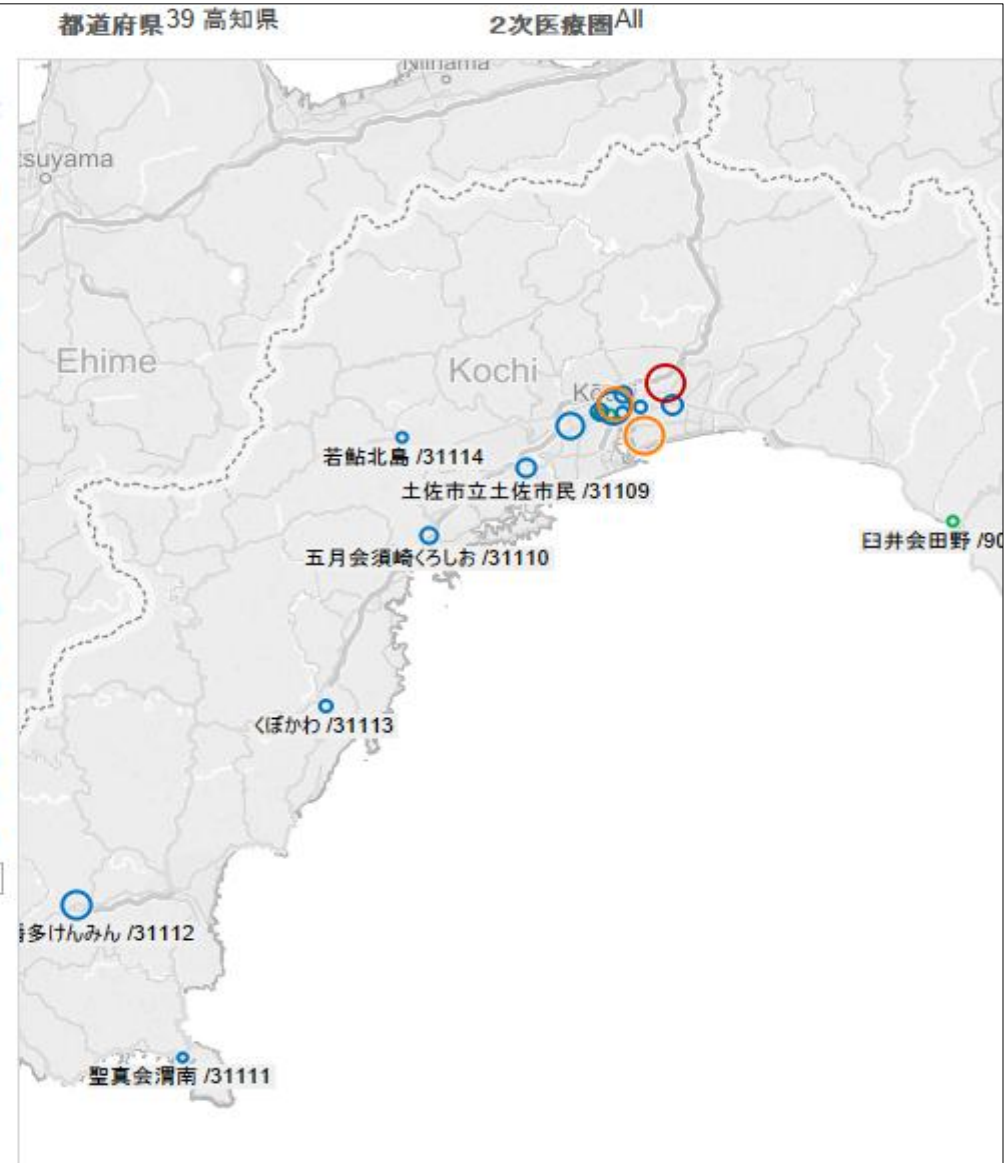 都道府県39 高知県
2次医療圏All
Niihama
suyama
Ehime
Kochi
若鮎北島 /31114
土佐市立土佐市民 /31109
臼井会田野 /90
五月会須崎くろしお /31110
くぼかわ /31113
多けんみん /31112
聖真会渭南 /31111